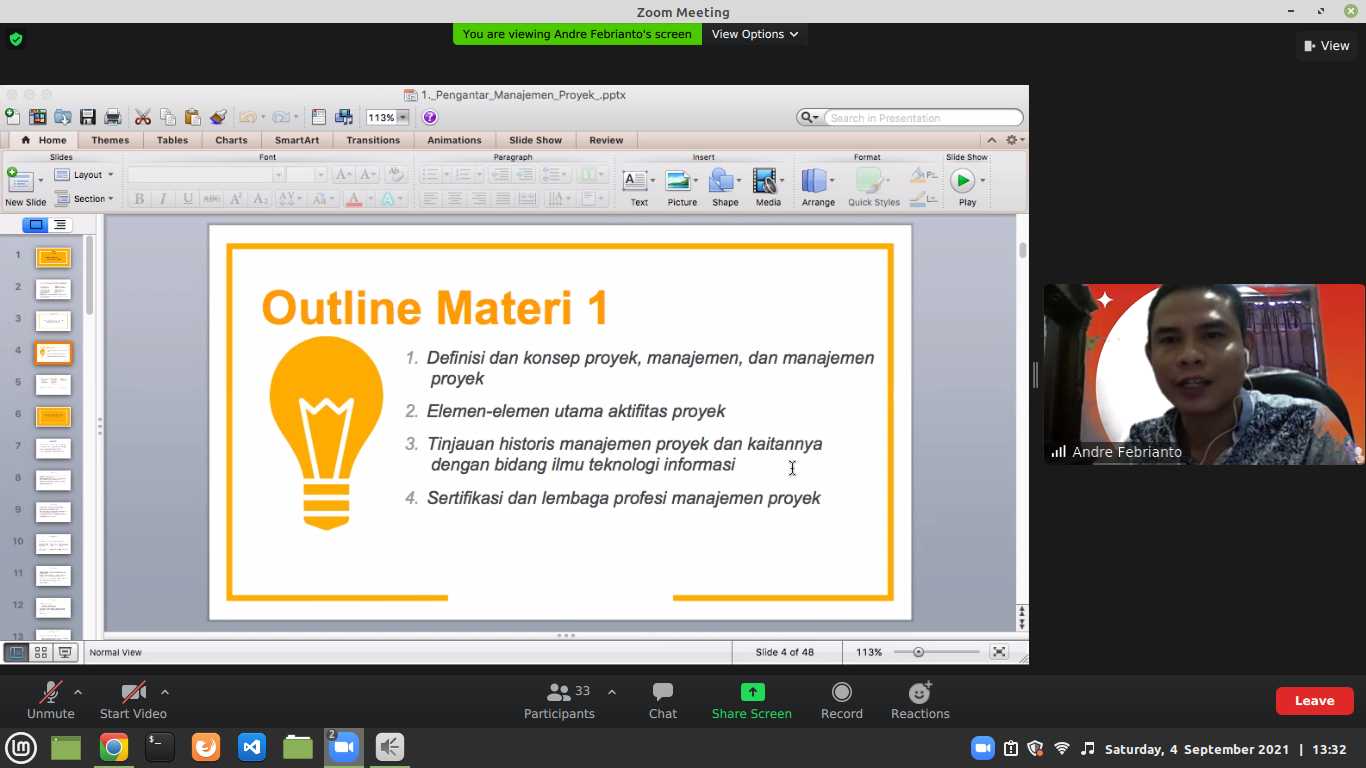 Zoom Meeting
You are viewing Andre Febrianto's screen
View Options
View
1._Pengantar_Manajemen_Proyek_.pptx
113%
Search in Presentation
Home
Themes
Tables
Charts
SmartArt
Transitions
Animations
Slide Show
Review
Slides
Font
Paragraph
Insert
Format
Slide Show
New Slide
Layout
Section
B I U ABC
Text
Picture
Shape
Media
Arrange
Quick Styles
Play
1
2
3
4
5
6
7
8
9
10
11
12
13
Outline Materi 1
1. Definisi dan konsep proyek, manajemen, dan manajemen
proyek
2. Elemen-elemen utama aktifitas proyek
3. Tinjauan historis manajemen proyek dan kaitannya
dengan bidang ilmu teknologi informasi
4. Sertifikasi dan lembaga profesi manajemen proyek
Andre Febrianto
Normal View
Slide 4 of 48
113%
Unmute
Start Video
33
Participants
Chat
Share Screen
Record
Reactions
Leave
2
Saturday, 4 September 2021 | 13:32